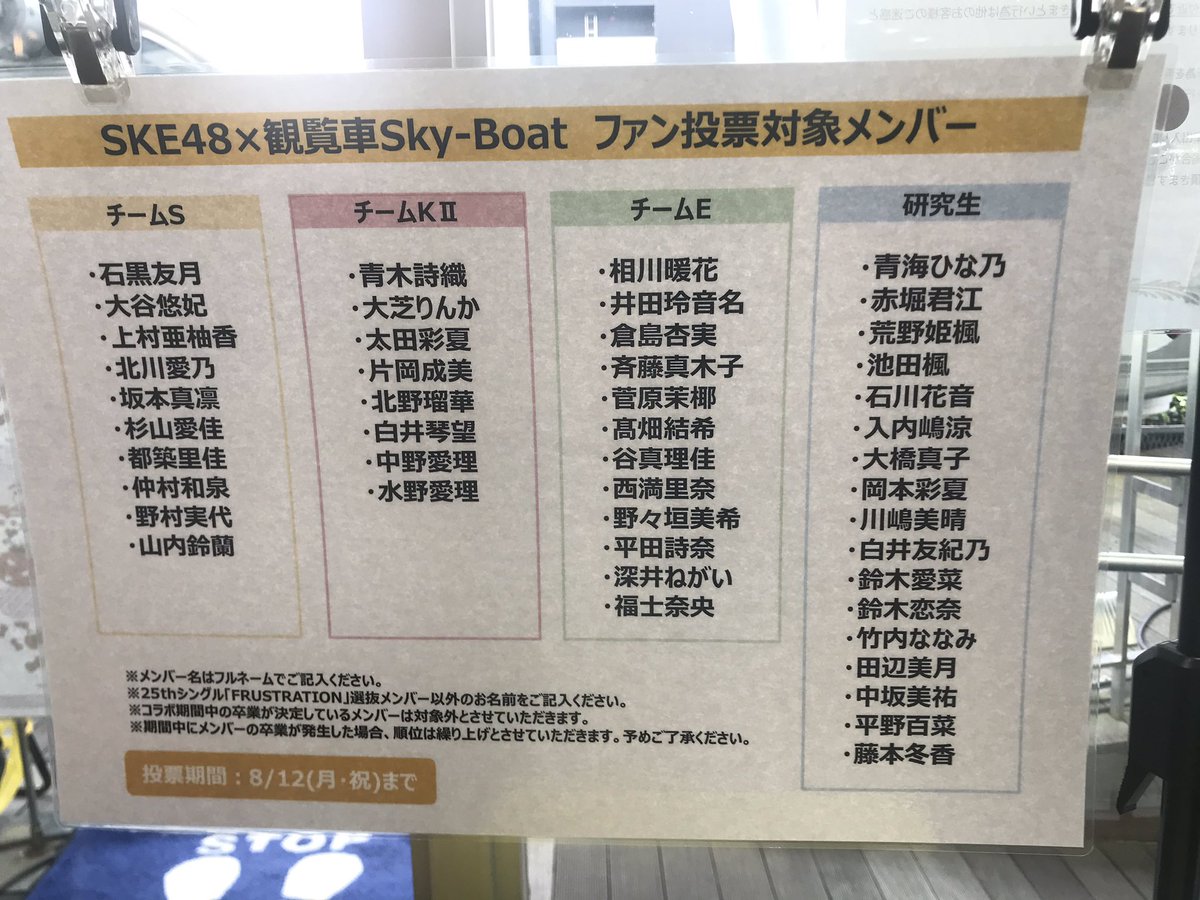 SKE48×観覧車Sky-Boat ファン投票対象メンバー
チームS
・石黒友月
・大谷悠妃
・上村亜柚香
・北川愛乃
・坂本真凛
・杉山愛佳
・都築里佳
・仲村和泉
・野村実代
・山内鈴蘭
チームKⅡ
・青木詩織
・大芝りんか
・太田彩夏
・片岡成美
・北野瑠華
・白井琴望
・中野愛理
・水野愛理
チームE
・相川暖花
・井田玲音名
・倉島杏実
・斉藤真木子
・菅原茉椰
・髙畑結希
・谷真理佳
・西満里奈
・野々垣美希
・平田詩奈
・深井ねがい
・福士奈央
研究生
・青海ひな乃
・赤堀君江
・荒野姫楓
・池田楓
・石川花音
・入内嶋涼
・大橋真子
・岡本彩夏
・川嶋美晴
・白井友紀乃
・鈴木愛菜
・鈴木恋奈
・竹内ななみ
・田辺美月
・中坂美祐
・平野百菜
・藤本冬香
※メンバー名はフルネームでご記入ください。
※25thシングル「FRUSTRATION」選抜メンバー以外のお名前をご記入ください。
※コラボ期間中の卒業が決定しているメンバーは対象外とさせていただきます。
※期間中にメンバーの卒業が発生した場合、順位は繰り上げとさせていただきます。予めご了承ください。
投票期間:8/12(月・祝)まで
STOP